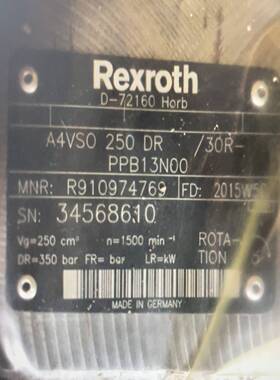 Rexroth
D-72160 Horb
A4VSO 250 DR /30R-
PPB13N00
MNR: R910974769 FD: 2015W
SN: 34568610
Vg=250 cm³ n=1500 min⁻¹ ROTA-
DR=350 bar FR= bar LR=kW TION
MADE IN GERMANY